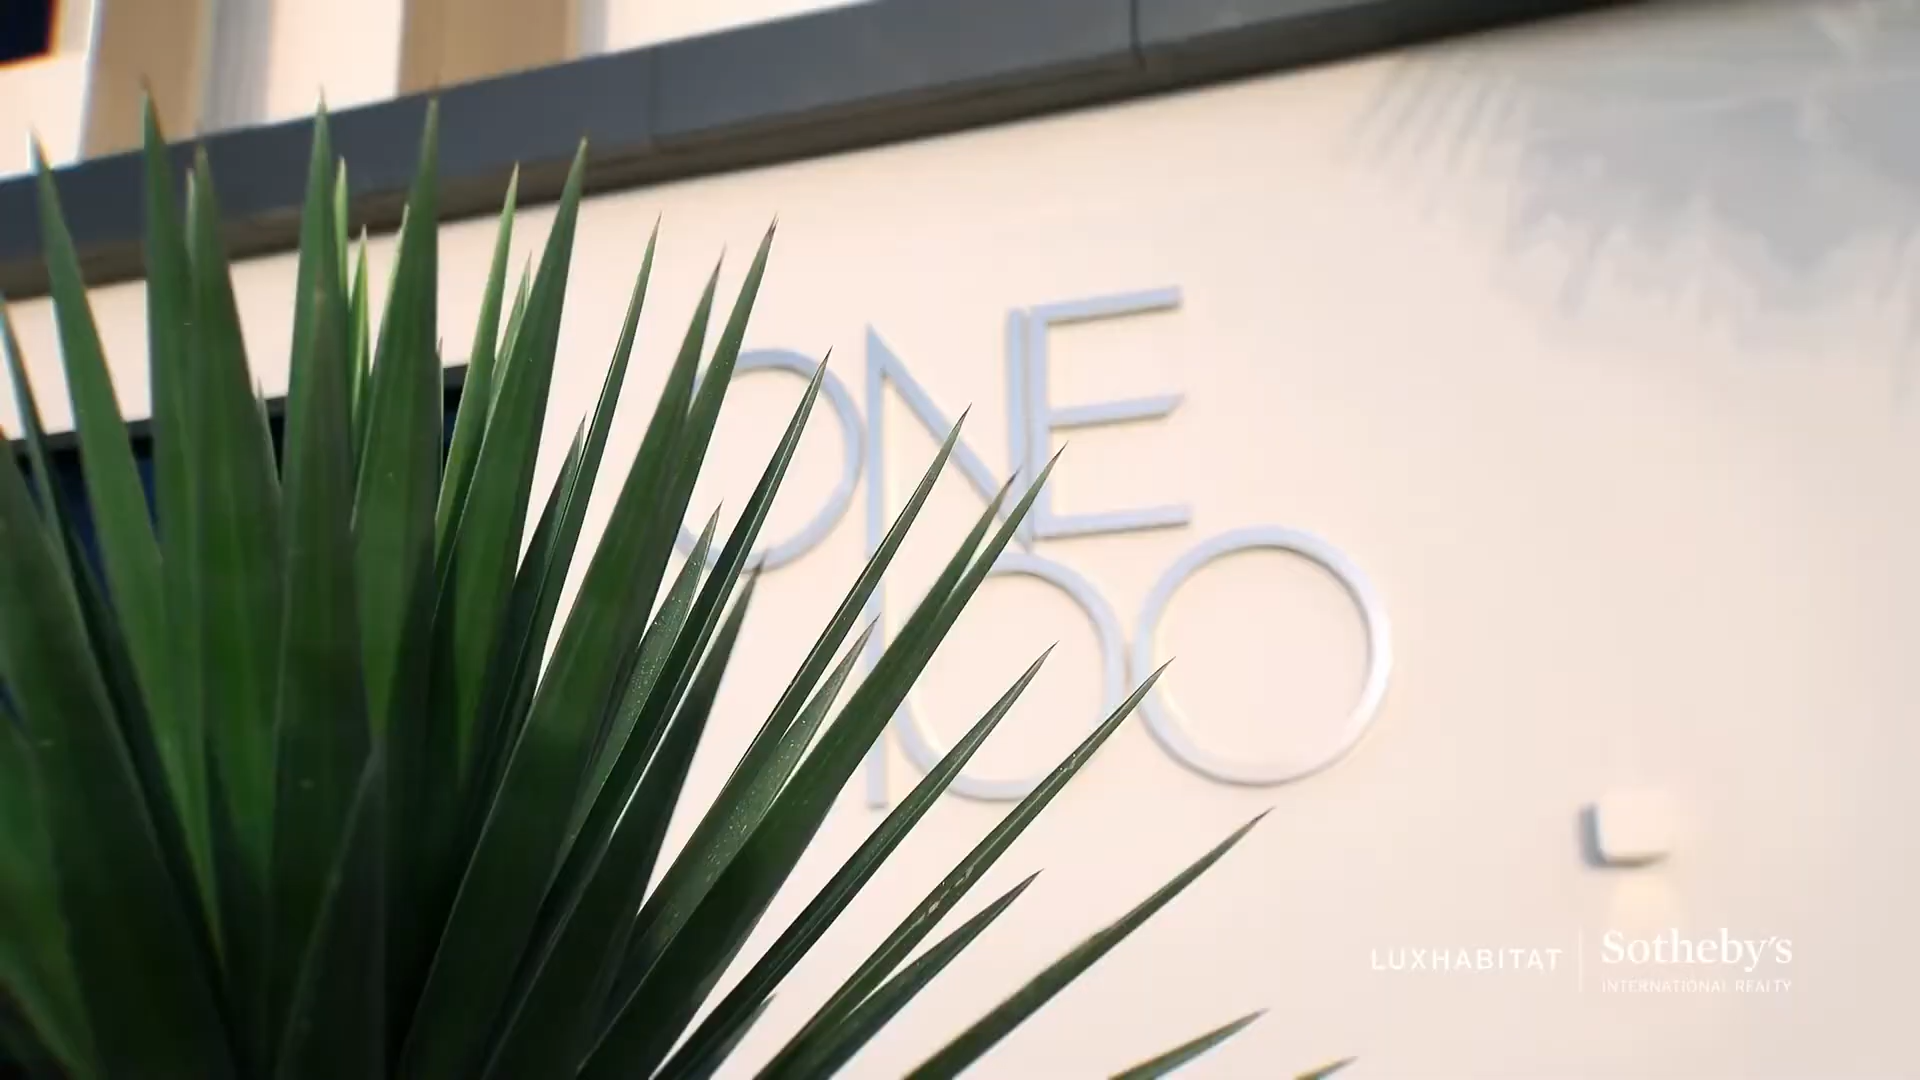 ONE
100
LUXHABITAT
Sotheby's
INTERNATIONAL REALTY